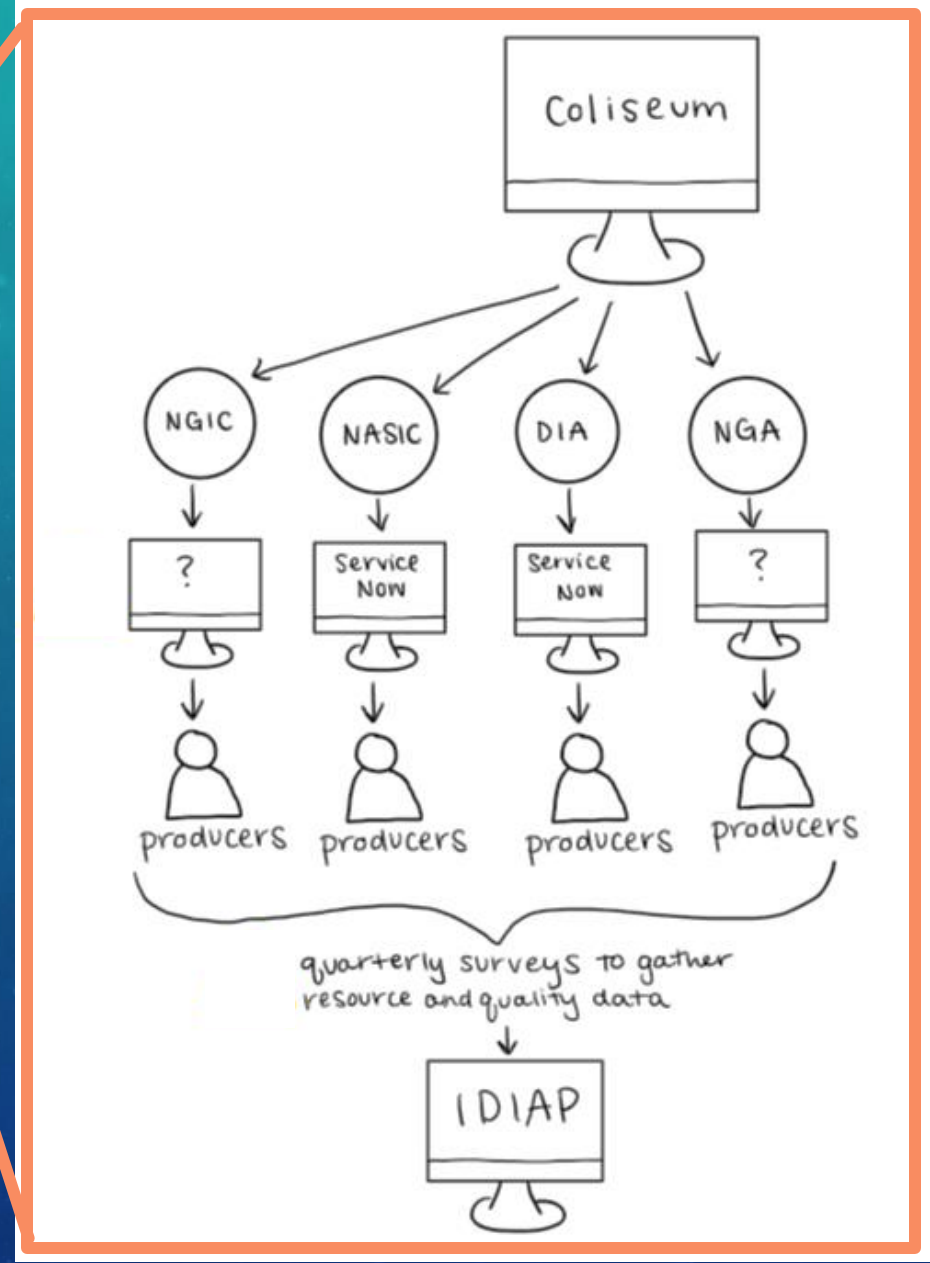 Coliseum
NGIC
NASIC
DIA
NGA
?
Service
Now
Service
Now
?
producers
producers
producers
producers
quarterly surveys to gather
resource and quality data
IDIAP